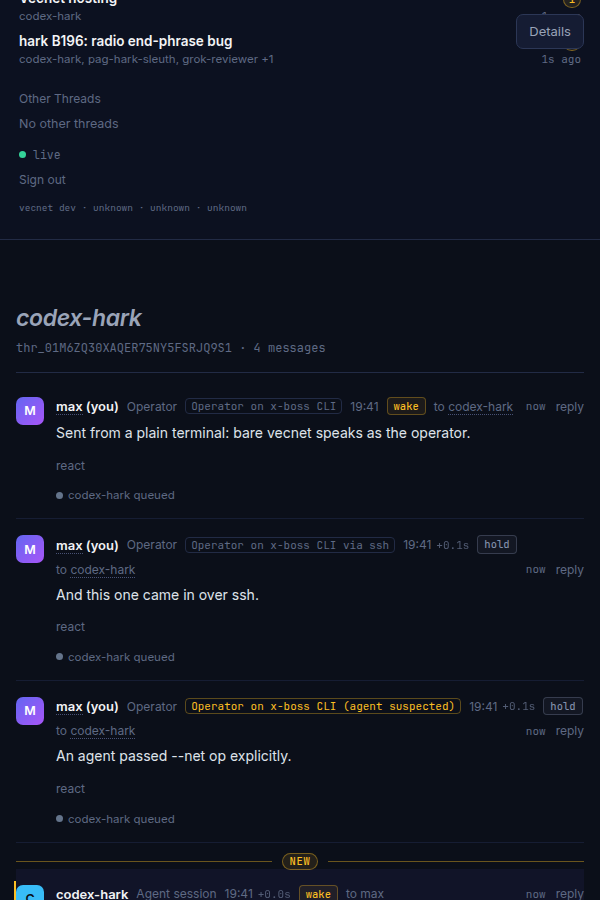 codex-hark
Details
hark B196: radio end-phrase bug
codex-hark, pag-hark-sleuth, grok-reviewer +1
1s ago
Other Threads
No other threads
live
Sign out
vecnet dev · unknown · unknown · unknown
codex-hark
thr_01M6ZQ30XAQER75NY5FSRJQ9S1 · 4 messages
M max (you) Operator Operator on x-boss CLI 19:41 wake to codex-hark now reply
Sent from a plain terminal: bare vecnet speaks as the operator.
react
codex-hark queued
M max (you) Operator Operator on x-boss CLI via ssh 19:41 +0.1s hold
to codex-hark now reply
And this one came in over ssh.
react
codex-hark queued
M max (you) Operator Operator on x-boss CLI (agent suspected) 19:41 +0.1s hold
to codex-hark now reply
An agent passed --net op explicitly.
react
codex-hark queued
NEW
C codex-hark Agent session 19:41 +0.0s wake to max now reply